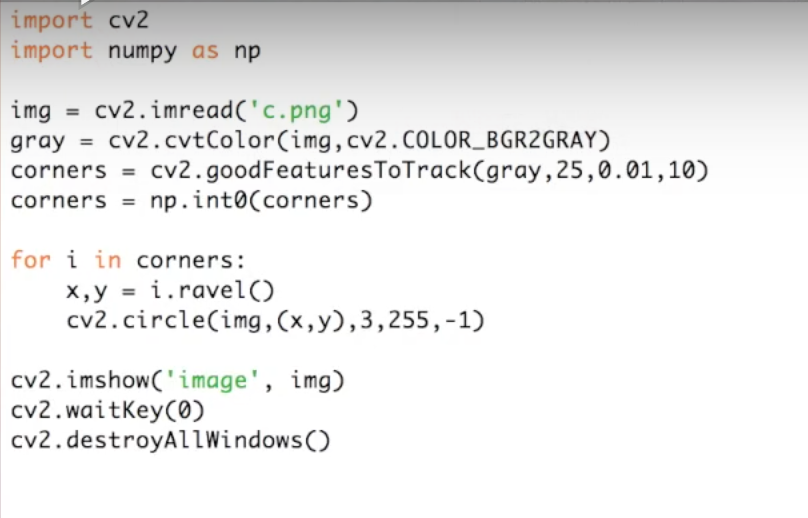 import cv2
import numpy as np
img = cv2.imread('c.png')
gray = cv2.cvtColor(img,cv2.COLOR_BGR2GRAY)
corners = cv2.goodFeaturesToTrack(gray,25,0.01,10)
corners = np.int0(corners)
for i in corners:
    x,y = i.ravel()
    cv2.circle(img,(x,y),3,255,-1)
cv2.imshow('image', img)
cv2.waitKey(0)
cv2.destroyAllWindows()